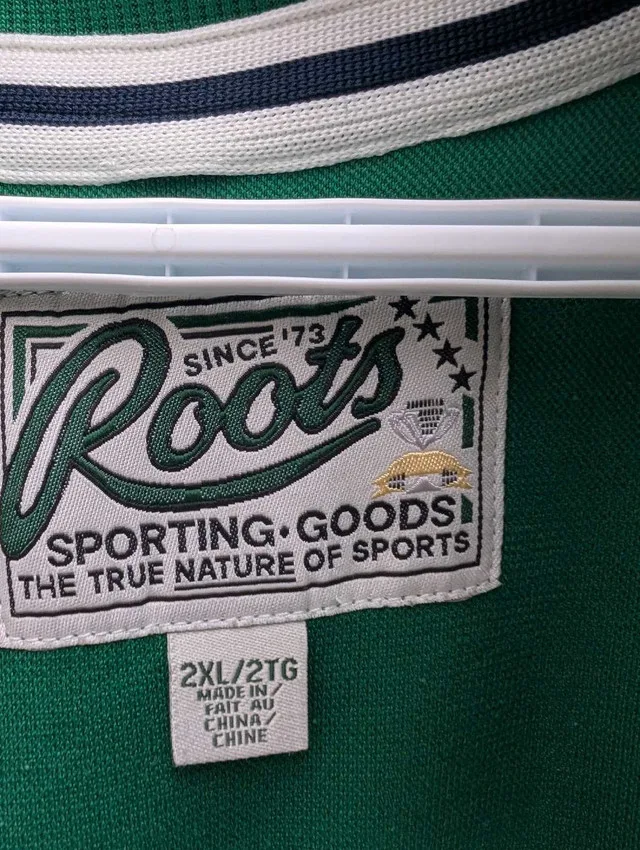 SINCE '73
Roots
SPORTING • GOODS
THE TRUE NATURE OF SPORTS
2XL/2TG
MADE IN/
FAIT AU
CHINA/
CHINE